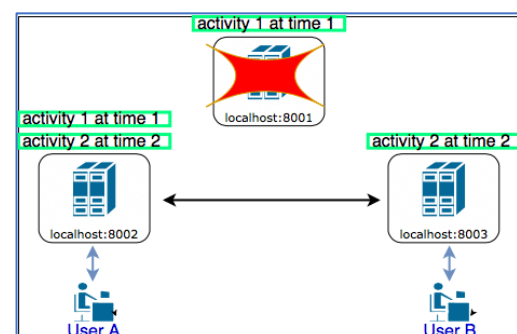 activity 1 at time 1
localhost:8001
activity 1 at time 1
activity 2 at time 2
activity 2 at time 2
localhost:8002
localhost:8003
User A
User B